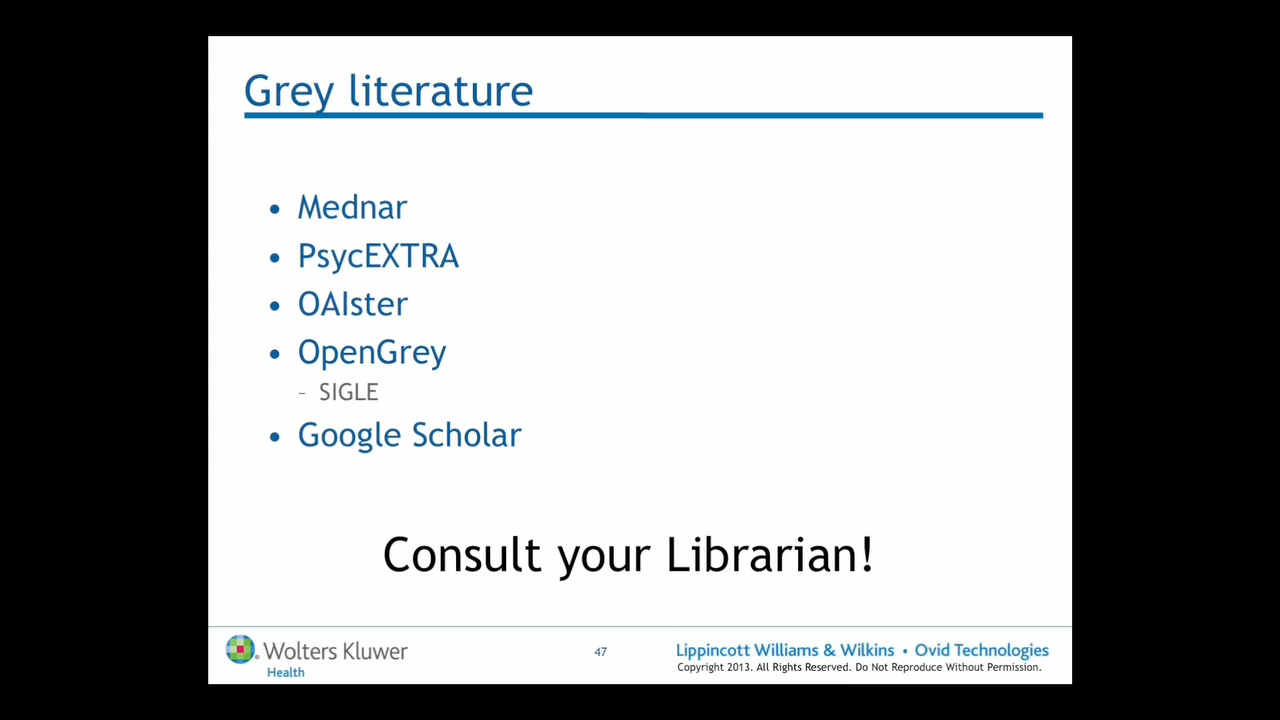 Grey literature
• Mednar
• PsycEXTRA
• OAIster
• OpenGrey
– SIGLE
• Google Scholar
Consult your Librarian!
Wolters Kluwer
Health
47
Lippincott Williams & Wilkins • Ovid Technologies
Copyright 2013. All Rights Reserved. Do Not Reproduce Without Permission.